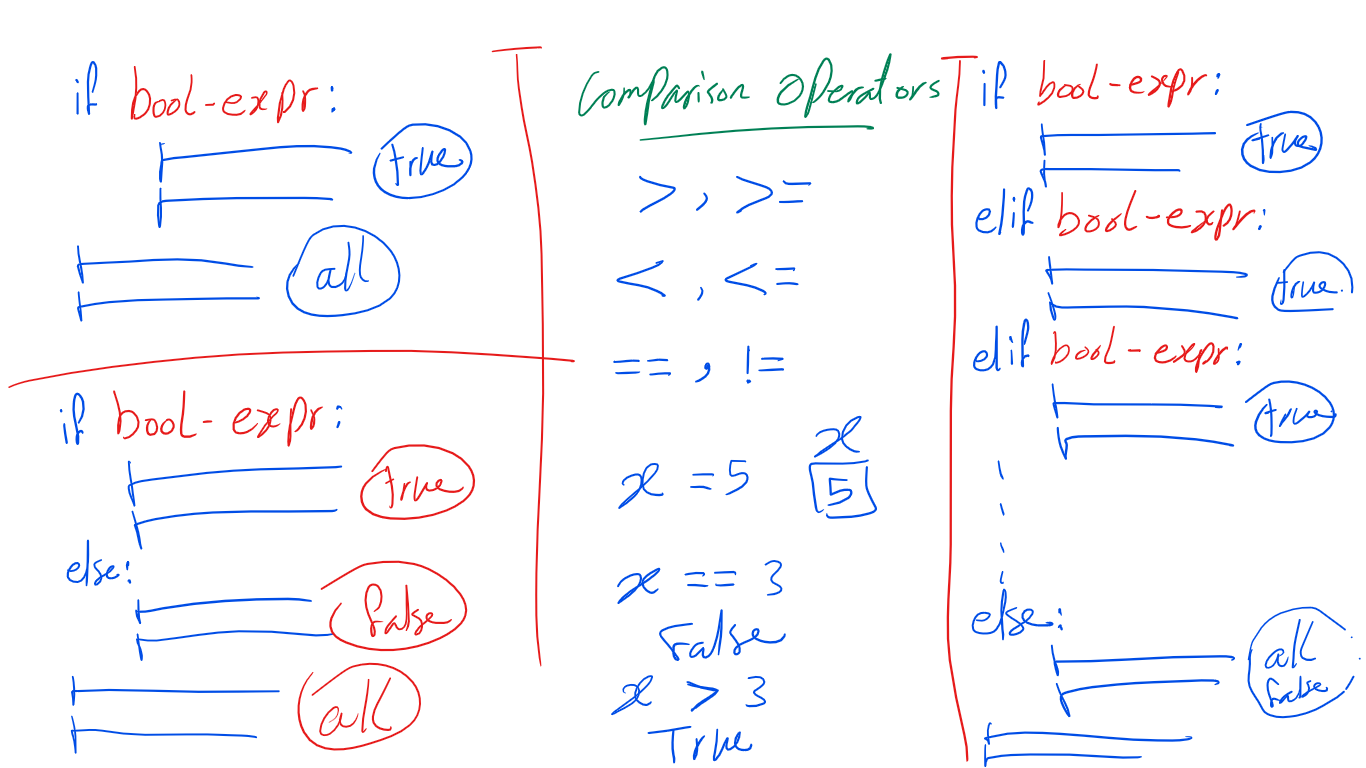 if bool-expr:
true
all
if bool-expr:
true
else:
false
all
Comparison Operators
>, >=
<, <=
==, !=
x = 5
x
5
x == 3
False
x > 3
True
if bool-expr:
true
elif bool-expr:
true
elif bool-expr:
true
else:
all
false